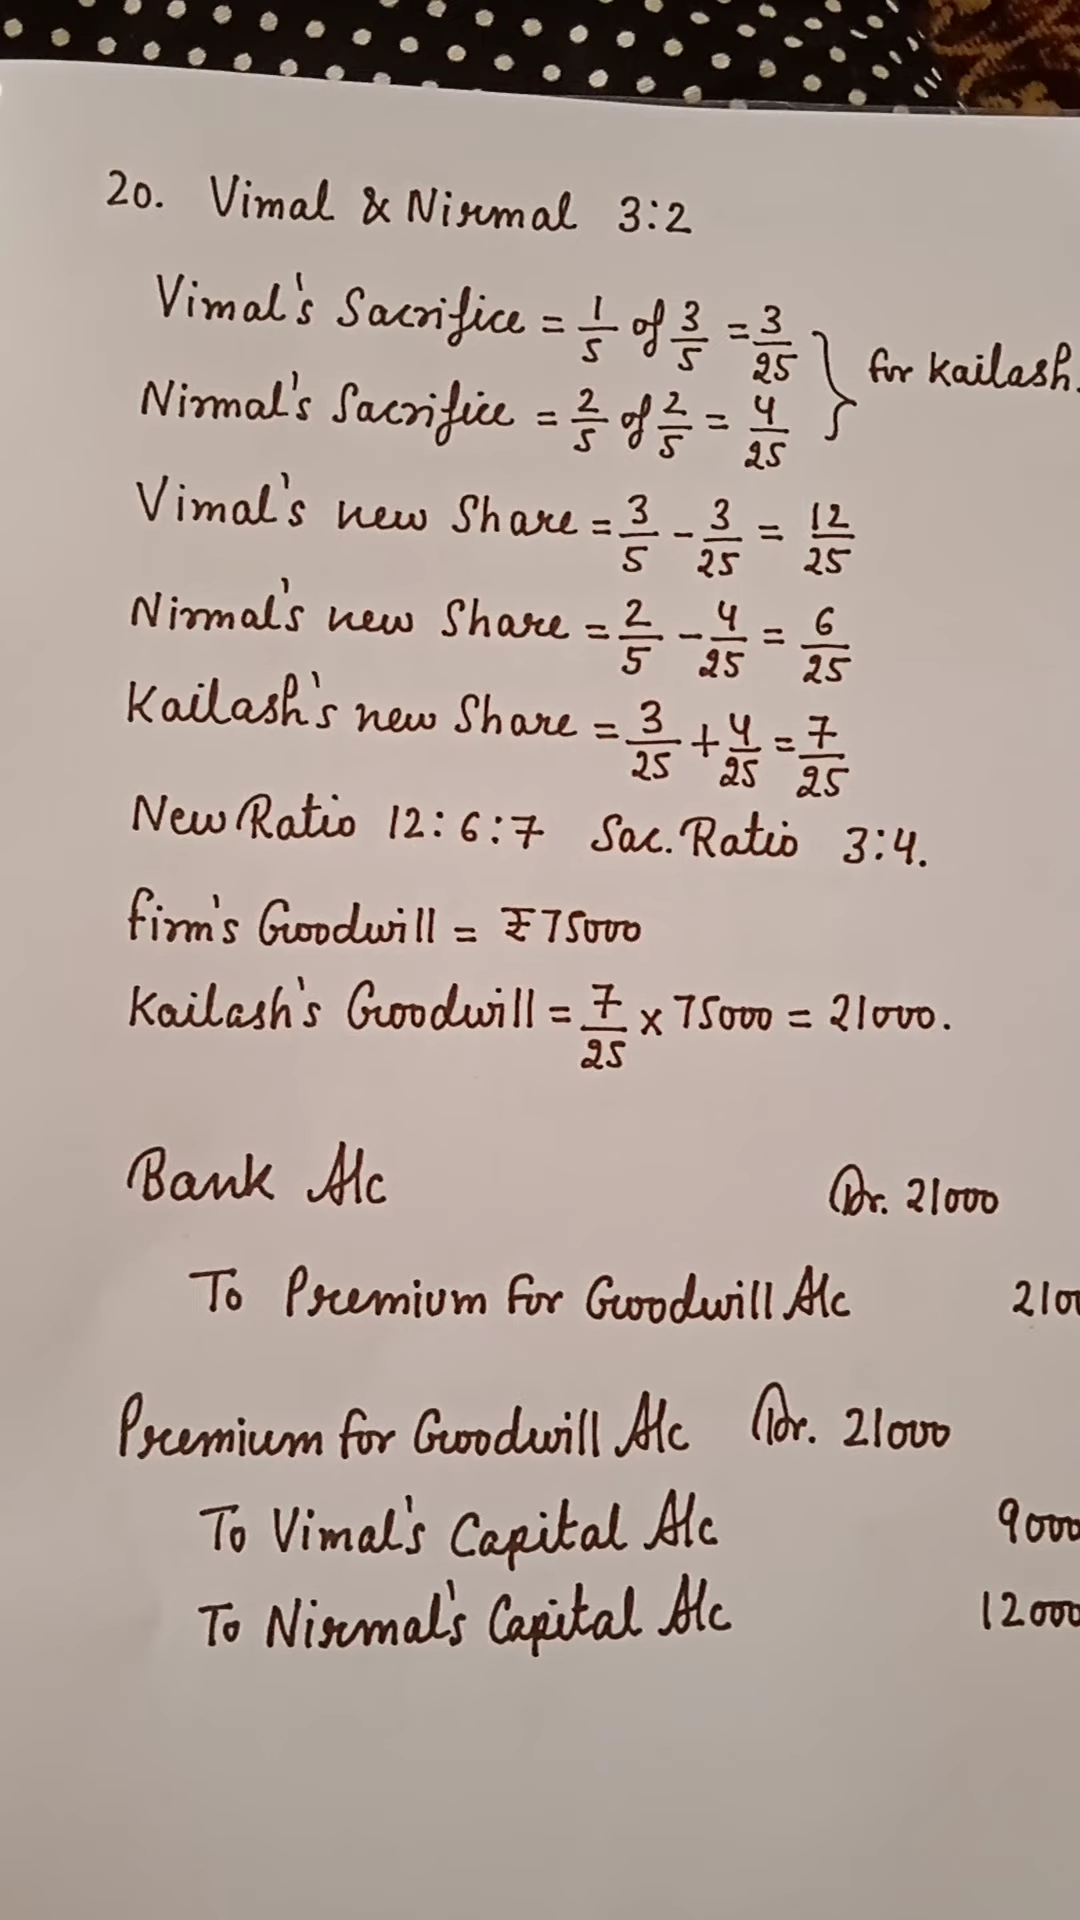 20. Vimal & Nirmal 3:2
Vimal's Sacrifice = 1/5 of 3/5 = 3/25 } for Kailash.
Nirmal's Sacrifice = 2/5 of 2/5 = 4/25
Vimal's new Share = 3/5 - 3/25 = 12/25
Nirmal's new Share = 2/5 - 4/25 = 6/25
Kailash's new Share = 3/25 + 4/25 = 7/25
New Ratio 12:6:7 Sac. Ratio 3:4.
firm's Goodwill = ₹75000
Kailash's Goodwill = 7/25 x 75000 = 21000.
Bank A/c Dr. 21000
To Premium for Goodwill A/c 210
Premium for Goodwill A/c Dr. 21000
To Vimal's Capital A/c 9000
To Nirmal's Capital A/c 12000